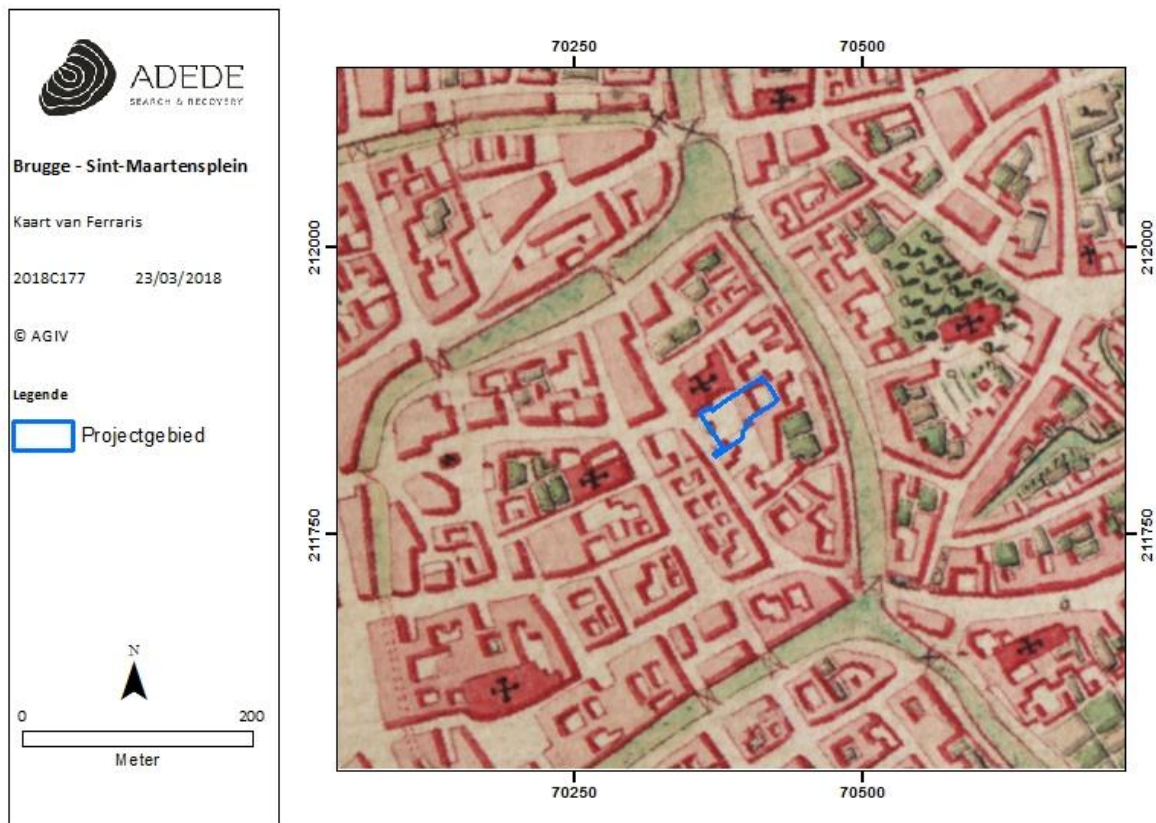 ADEDE
SEARCH & RECOVERY
Brugge - Sint-Maartensplein
Kaart van Ferraris
2018C177 23/03/2018
© AGIV
Legende
Projectgebied
N
0 200
Meter
70250 70500
212000 212000
211750 211750
70250 70500